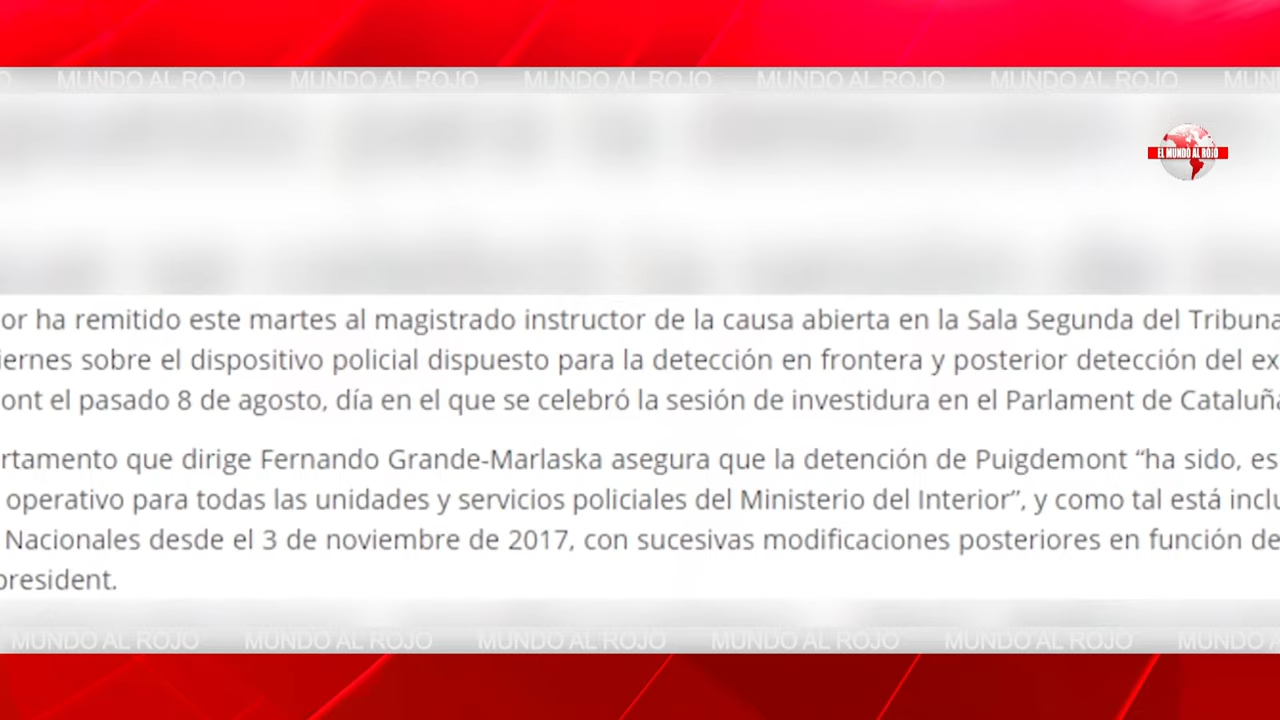 MUNDO AL ROJO MUNDO AL ROJO MUNDO AL ROJO MUNDO AL ROJO MUNDO AL ROJO
EL MUNDO AL ROJO
or ha remitido este martes al magistrado instructor de la causa abierta en la Sala Segunda del Tribuna
iernes sobre el dispositivo policial dispuesto para la detección en frontera y posterior detección del ex
ont el pasado 8 de agosto, día en el que se celebró la sesión de investidura en el Parlament de Cataluña
rtamento que dirige Fernando Grande-Marlaska asegura que la detención de Puigdemont “ha sido, es
operativo para todas las unidades y servicios policiales del Ministerio del Interior”, y como tal está inclu
Nacionales desde el 3 de noviembre de 2017, con sucesivas modificaciones posteriores en función de
president.
MUNDO AL ROJO MUNDO AL ROJO MUNDO AL ROJO MUNDO AL ROJO MUNDO AL ROJO MUNDO A